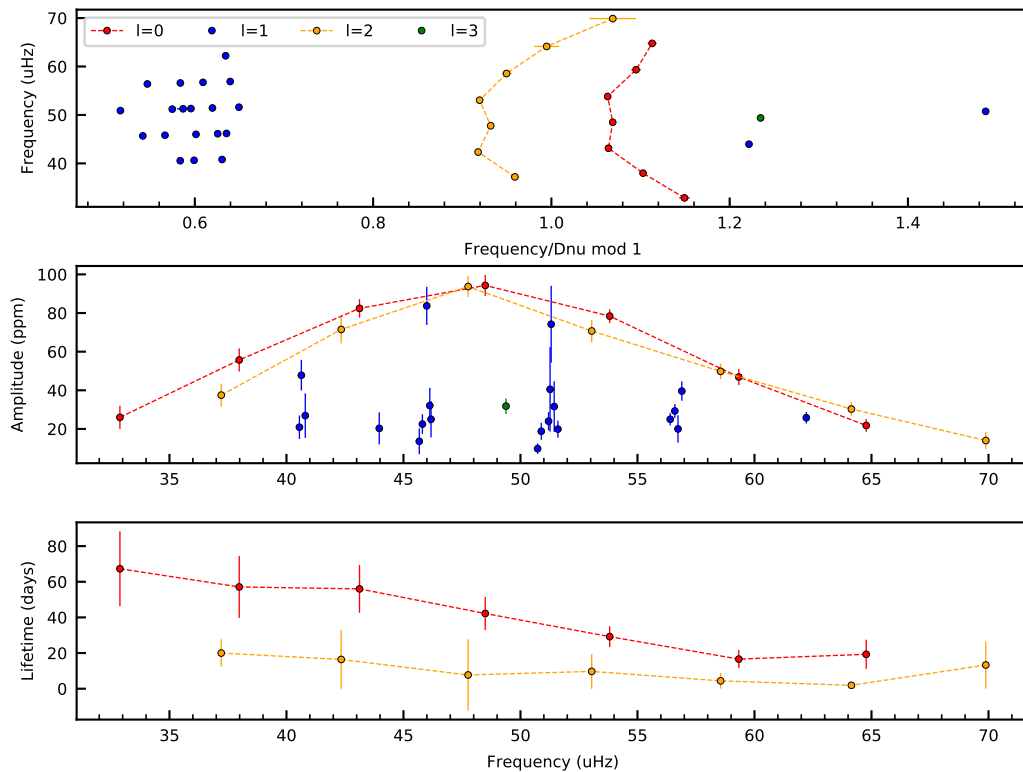 l=0 l=1 l=2 l=3
Frequency (uHz)
70
60
50
40
0.6 0.8 1.0 1.2 1.4
Frequency/Dnu mod 1
Amplitude (ppm)
100
80
60
40
20
35 40 45 50 55 60 65 70
Lifetime (days)
80
60
40
20
0
35 40 45 50 55 60 65 70
Frequency (uHz)